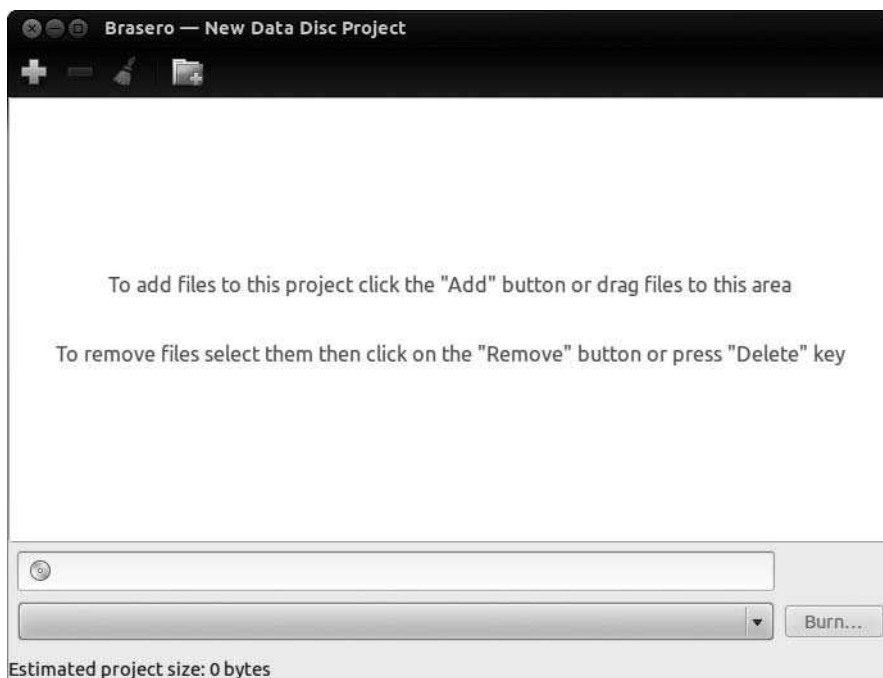 Brasero — New Data Disc Project
To add files to this project click the "Add" button or drag files to this area
To remove files select them then click on the "Remove" button or press "Delete" key
Burn...
Estimated project size: 0 bytes